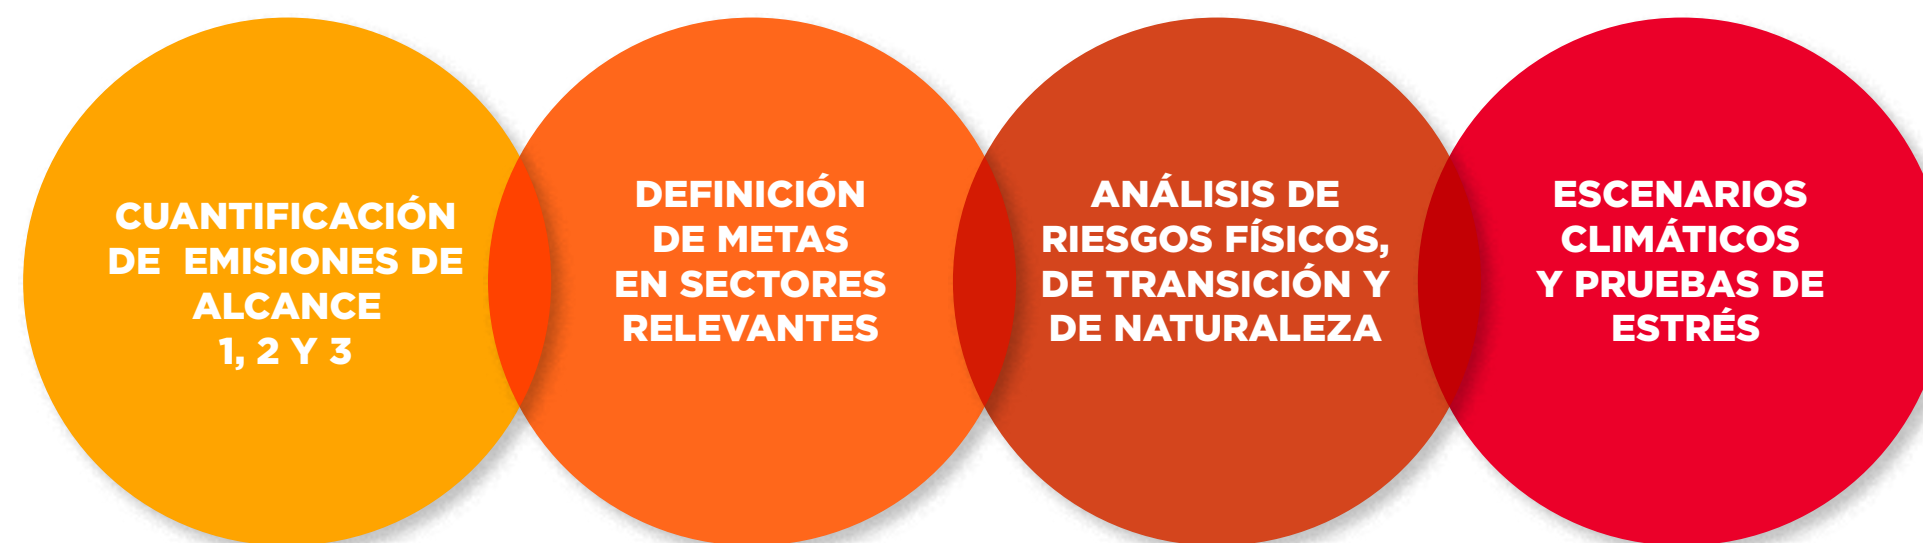 CUANTIFICACIÓN
DE EMISIONES DE
ALCANCE
1, 2 Y 3
DEFINICIÓN
DE METAS
EN SECTORES
RELEVANTES
ANÁLISIS DE
RIESGOS FÍSICOS,
DE TRANSICIÓN Y
DE NATURALEZA
ESCENARIOS
CLIMÁTICOS
Y PRUEBAS DE
ESTRÉS